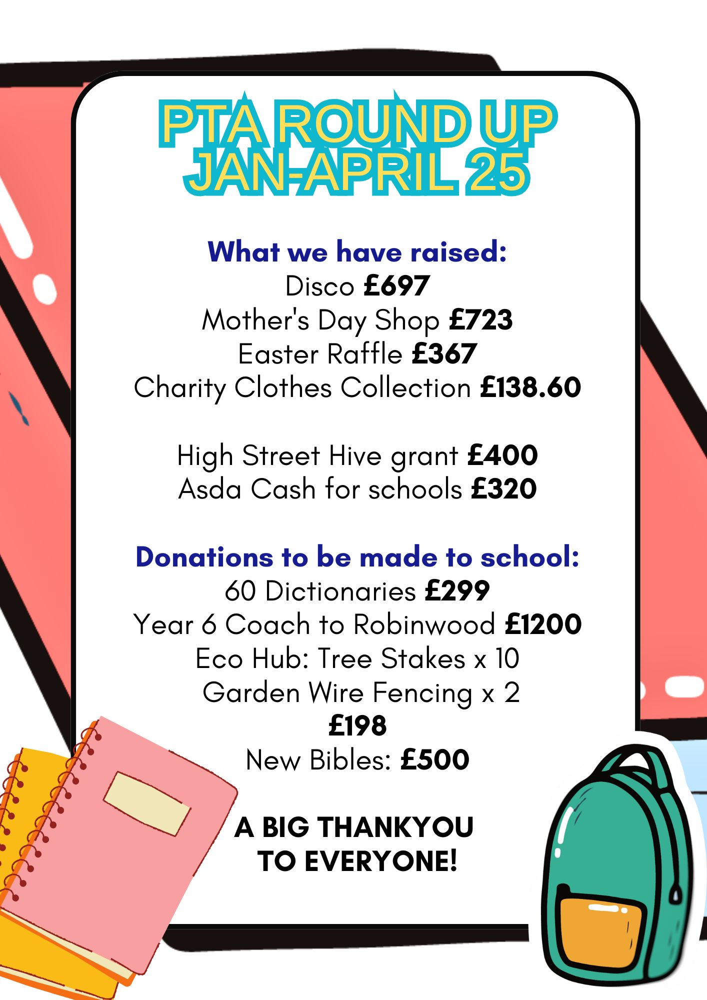 PTA ROUND UP
JAN-APRIL 25
What we have raised:
Disco £697
Mother's Day Shop £723
Easter Raffle £367
Charity Clothes Collection £138.60
High Street Hive grant £400
Asda Cash for schools £320
Donations to be made to school:
60 Dictionaries £299
Year 6 Coach to Robinwood £1200
Eco Hub: Tree Stakes x 10
Garden Wire Fencing x 2
£198
New Bibles: £500
A BIG THANKYOU
TO EVERYONE!